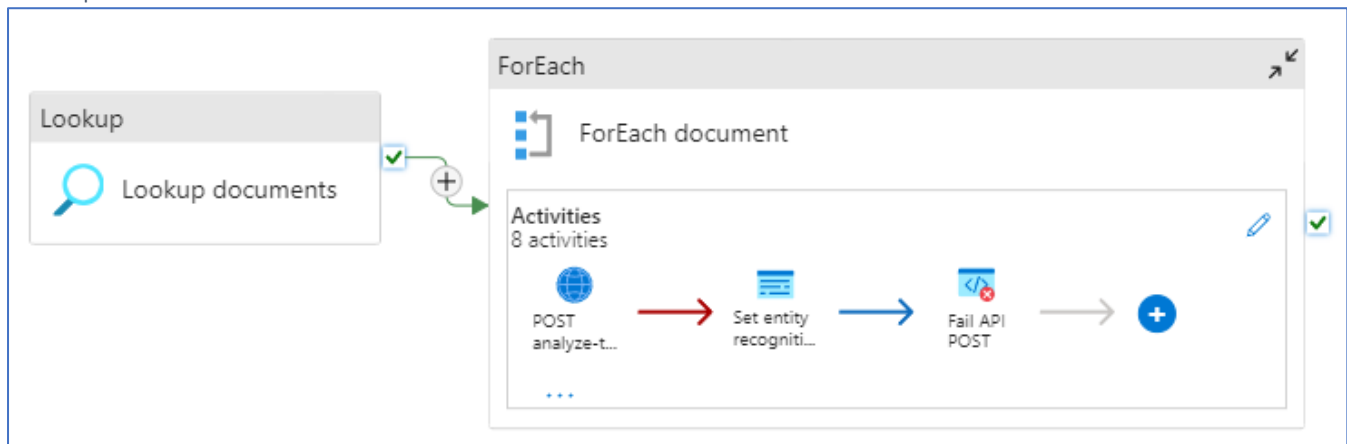 Lookup
Lookup documents
ForEach
ForEach document
Activities
8 activities
POST
analyze-t...
Set entity
recogniti...
Fail API
POST
...